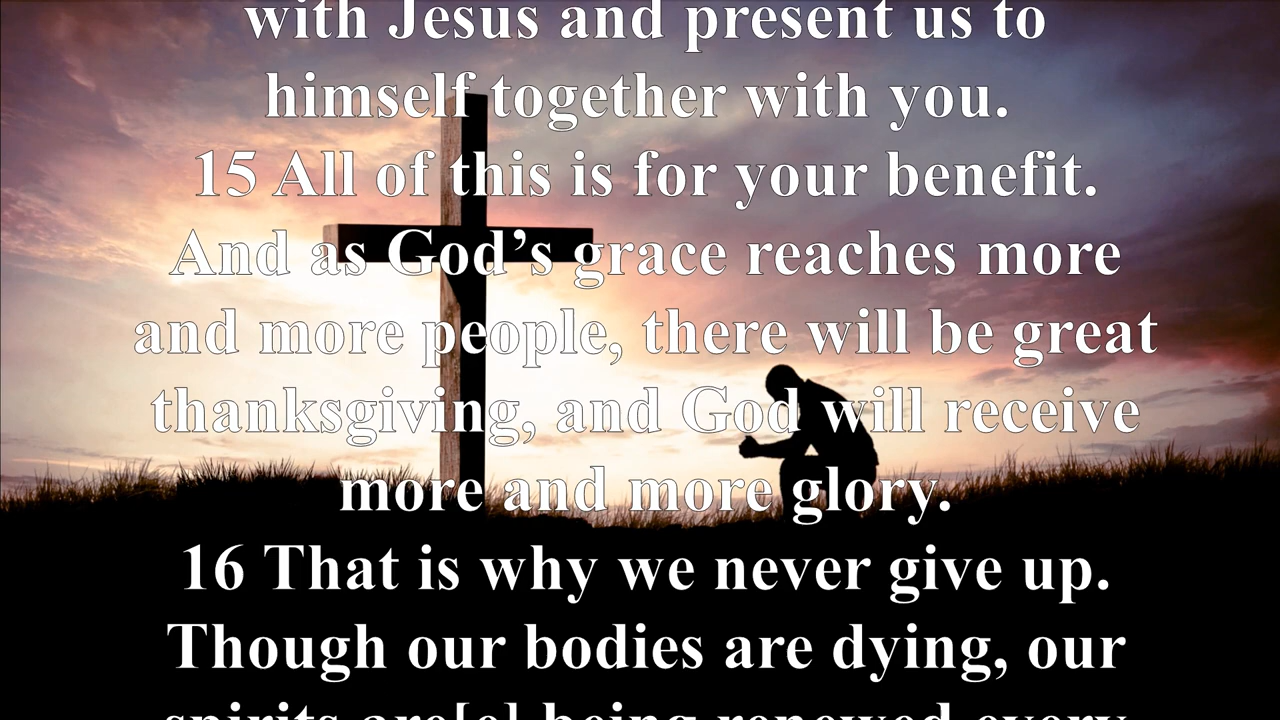 with Jesus and present us to
himself together with you.
15 All of this is for your benefit.
And as God’s grace reaches more
and more people, there will be great
thanksgiving, and God will receive
more and more glory.
16 That is why we never give up.
Though our bodies are dying, our
spirits are[e] being renewed every